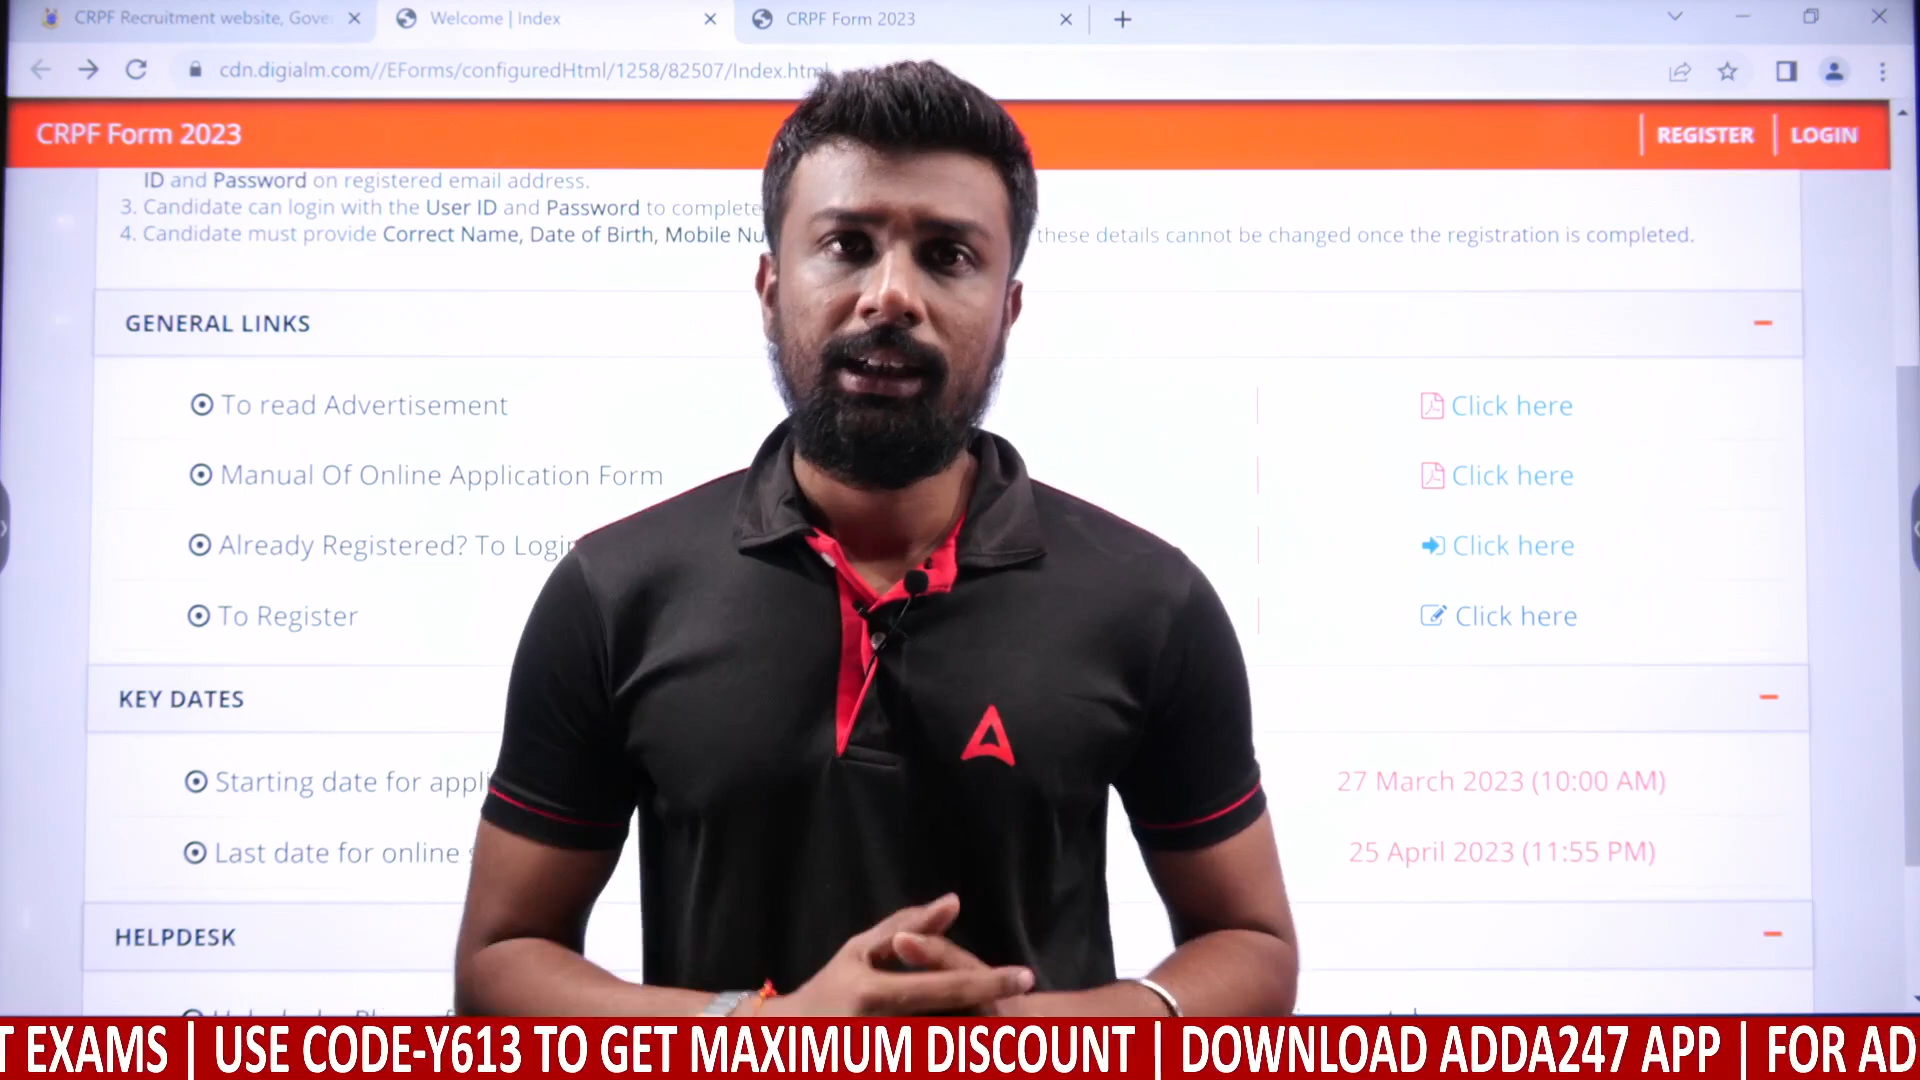 CRPF Recruitment website, Gove
Welcome | Index
CRPF Form 2023
cdn.digialm.com//EForms/configuredHtml/1258/82507/Index.html
CRPF Form 2023
REGISTER
LOGIN
ID and Password on registered email address.
3. Candidate can login with the User ID and Password to complete
4. Candidate must provide Correct Name, Date of Birth, Mobile Nu these details cannot be changed once the registration is completed.
GENERAL LINKS
To read Advertisement Click here
Manual Of Online Application Form Click here
Already Registered? To Login Click here
To Register Click here
KEY DATES
Starting date for appli 27 March 2023 (10:00 AM)
Last date for online 25 April 2023 (11:55 PM)
HELPDESK
T EXAMS | USE CODE-Y613 TO GET MAXIMUM DISCOUNT | DOWNLOAD ADDA247 APP | FOR AD